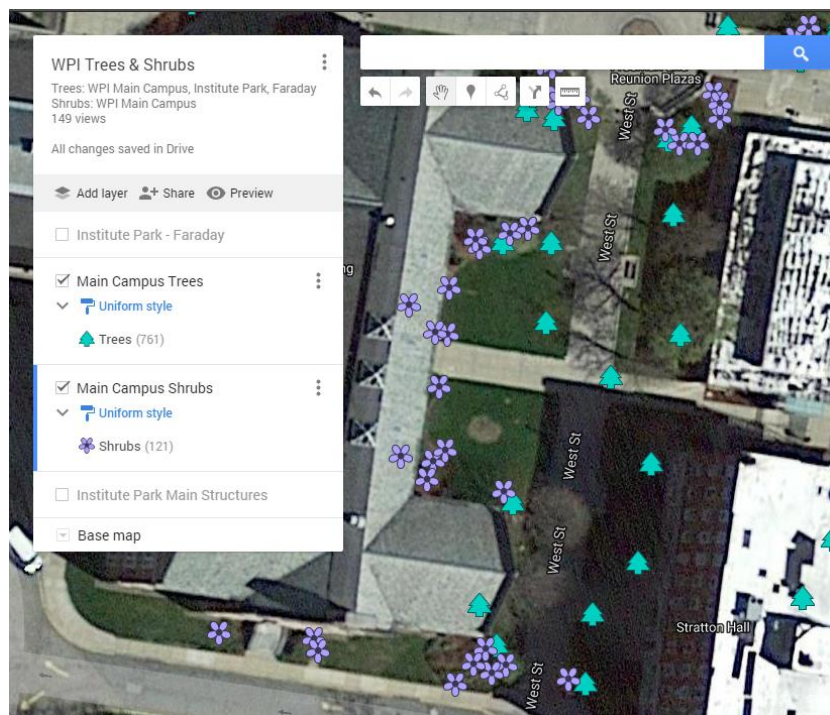 WPI Trees & Shrubs
Trees: WPI Main Campus, Institute Park, Faraday
Shrubs: WPI Main Campus
149 views
All changes saved in Drive
Add layer Share Preview
Institute Park - Faraday
Main Campus Trees
Uniform style
Trees (761)
Main Campus Shrubs
Uniform style
Shrubs (121)
Institute Park Main Structures
Base map
Reunion Plazas
West St
West St
West St
West St
West St
Stratton Hall